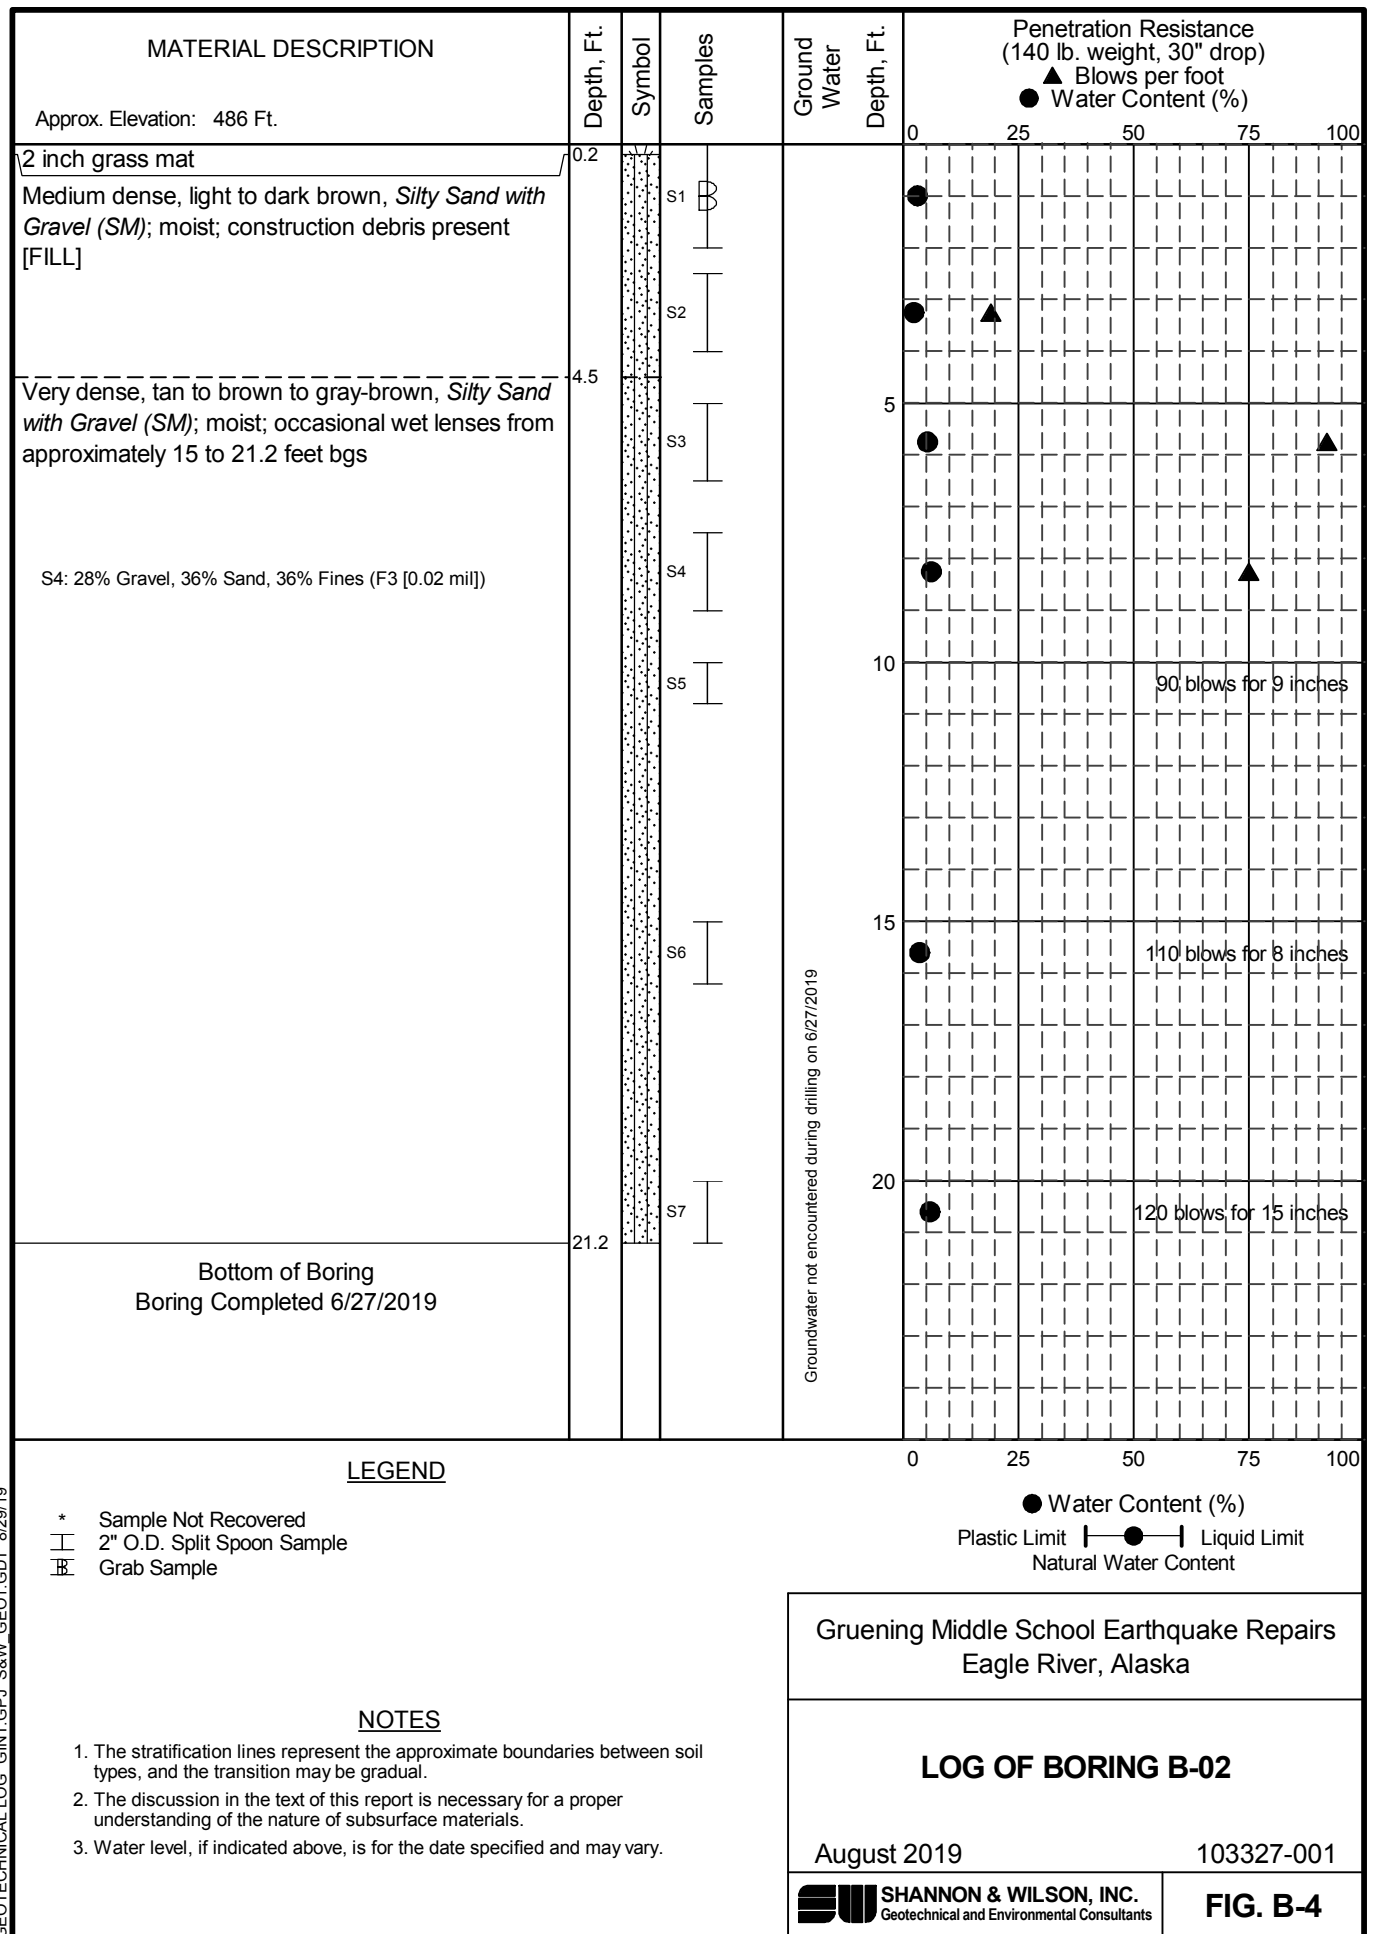 MATERIAL DESCRIPTION
Approx. Elevation: 486 Ft.
Depth, Ft.
Symbol
Samples
Ground
Water
Depth, Ft.
Penetration Resistance
(140 lb. weight, 30" drop)
▲ Blows per foot
● Water Content (%)
0 25 50 75 100
2 inch grass mat
0.2
Medium dense, light to dark brown, Silty Sand with
Gravel (SM); moist; construction debris present
[FILL]
S1
B
S2
4.5
Very dense, tan to brown to gray-brown, Silty Sand
with Gravel (SM); moist; occasional wet lenses from
approximately 15 to 21.2 feet bgs
5
S3
S4: 28% Gravel, 36% Sand, 36% Fines (F3 [0.02 mil])
S4
10
S5
90 blows for 9 inches
15
S6
110 blows for 8 inches
Groundwater not encountered during drilling on 6/27/2019
20
S7
120 blows for 15 inches
21.2
Bottom of Boring
Boring Completed 6/27/2019
0 25 50 75 100
LEGEND
* Sample Not Recovered
2" O.D. Split Spoon Sample
B Grab Sample
● Water Content (%)
Plastic Limit Liquid Limit
Natural Water Content
NOTES
1. The stratification lines represent the approximate boundaries between soil
types, and the transition may be gradual.
2. The discussion in the text of this report is necessary for a proper
understanding of the nature of subsurface materials.
3. Water level, if indicated above, is for the date specified and may vary.
Gruening Middle School Earthquake Repairs
Eagle River, Alaska
LOG OF BORING B-02
August 2019 103327-001
SHANNON & WILSON, INC.
Geotechnical and Environmental Consultants
FIG. B-4
GEOTECHNICAL LOG GINT.GPJ S&W_GEOT.GDT 8/29/19